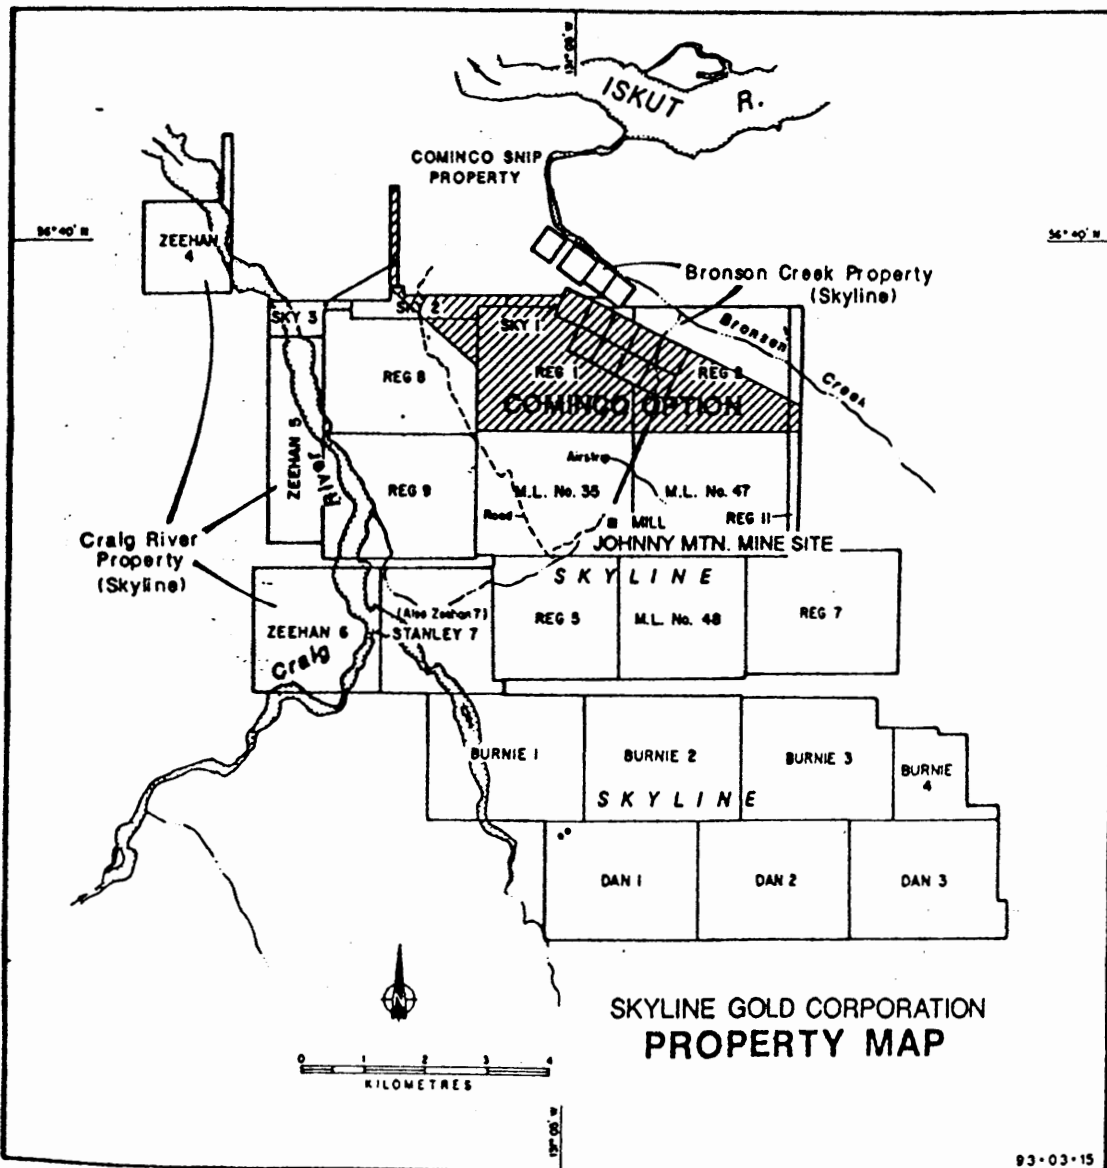 131° 05' W
ISKUT R.
COMINCO SNIP
PROPERTY
56° 40' N
56° 40' N
ZEEHAN
4
Bronson Creek Property
(Skyline)
SKY 3
SKY 2
SKY 1
Bronson
Creek
REG 8
REG 1
REG 2
COMINCO OPTION
ZEEHAN 5
River
REG 9
Airstrip
M.L. No. 35
M.L. No. 47
Road
MILL
REG 11
JOHNNY MTN. MINE SITE
Craig River
Property
(Skyline)
SKYLINE
(Also Zeehan 7)
ZEEHAN 6
STANLEY 7
REG 5
M.L. No. 48
REG 7
Craig
BURNIE 1
BURNIE 2
BURNIE 3
BURNIE
4
SKYLINE
DAN 1
DAN 2
DAN 3
N
SKYLINE GOLD CORPORATION
PROPERTY MAP
0 1 2 3 4
KILOMETRES
131° 05' W
93-03-15